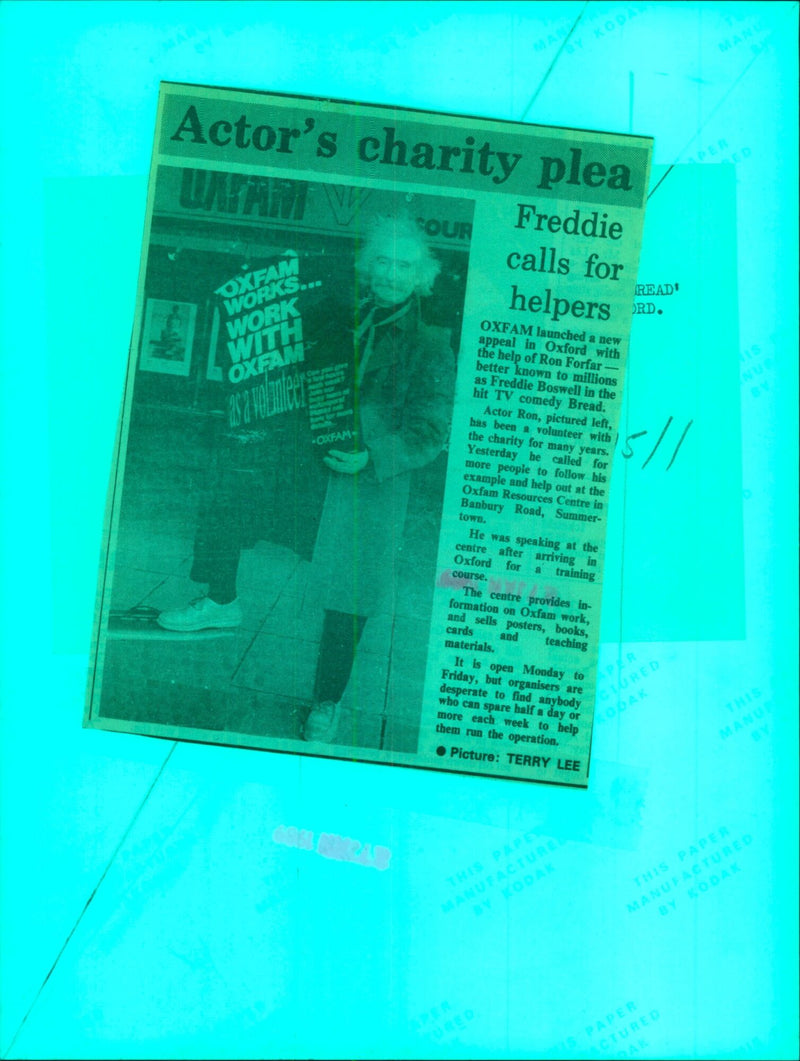 Actor's charity plea
OXFAM
OXFAM
WORKS...
WORK
WITH
OXFAM
as a volunteer
OXFAM
Freddie
calls for
helpers
OXFAM launched a new
appeal in Oxford with
the help of Ron Forfar —
better known to millions
as Freddie Boswell in the
hit TV comedy Bread.
Actor Ron, pictured left,
has been a volunteer with
the charity for many years.
Yesterday he called for
more people to follow his
example and help out at the
Oxfam Resources Centre in
Banbury Road, Summer-
town.
He was speaking at the
centre after arriving in
Oxford for a training
course.
The centre provides in-
formation on Oxfam work,
and sells posters, books,
cards and teaching
materials.
It is open Monday to
Friday, but organisers are
desperate to find anybody
who can spare half a day or
more each week to help
them run the operation.
● Picture: TERRY LEE
READ'
RD.
THIS PAPER
MANUFACTURED
BY KODAK
THIS PAPER
MANUFACTURED
BY KODAK